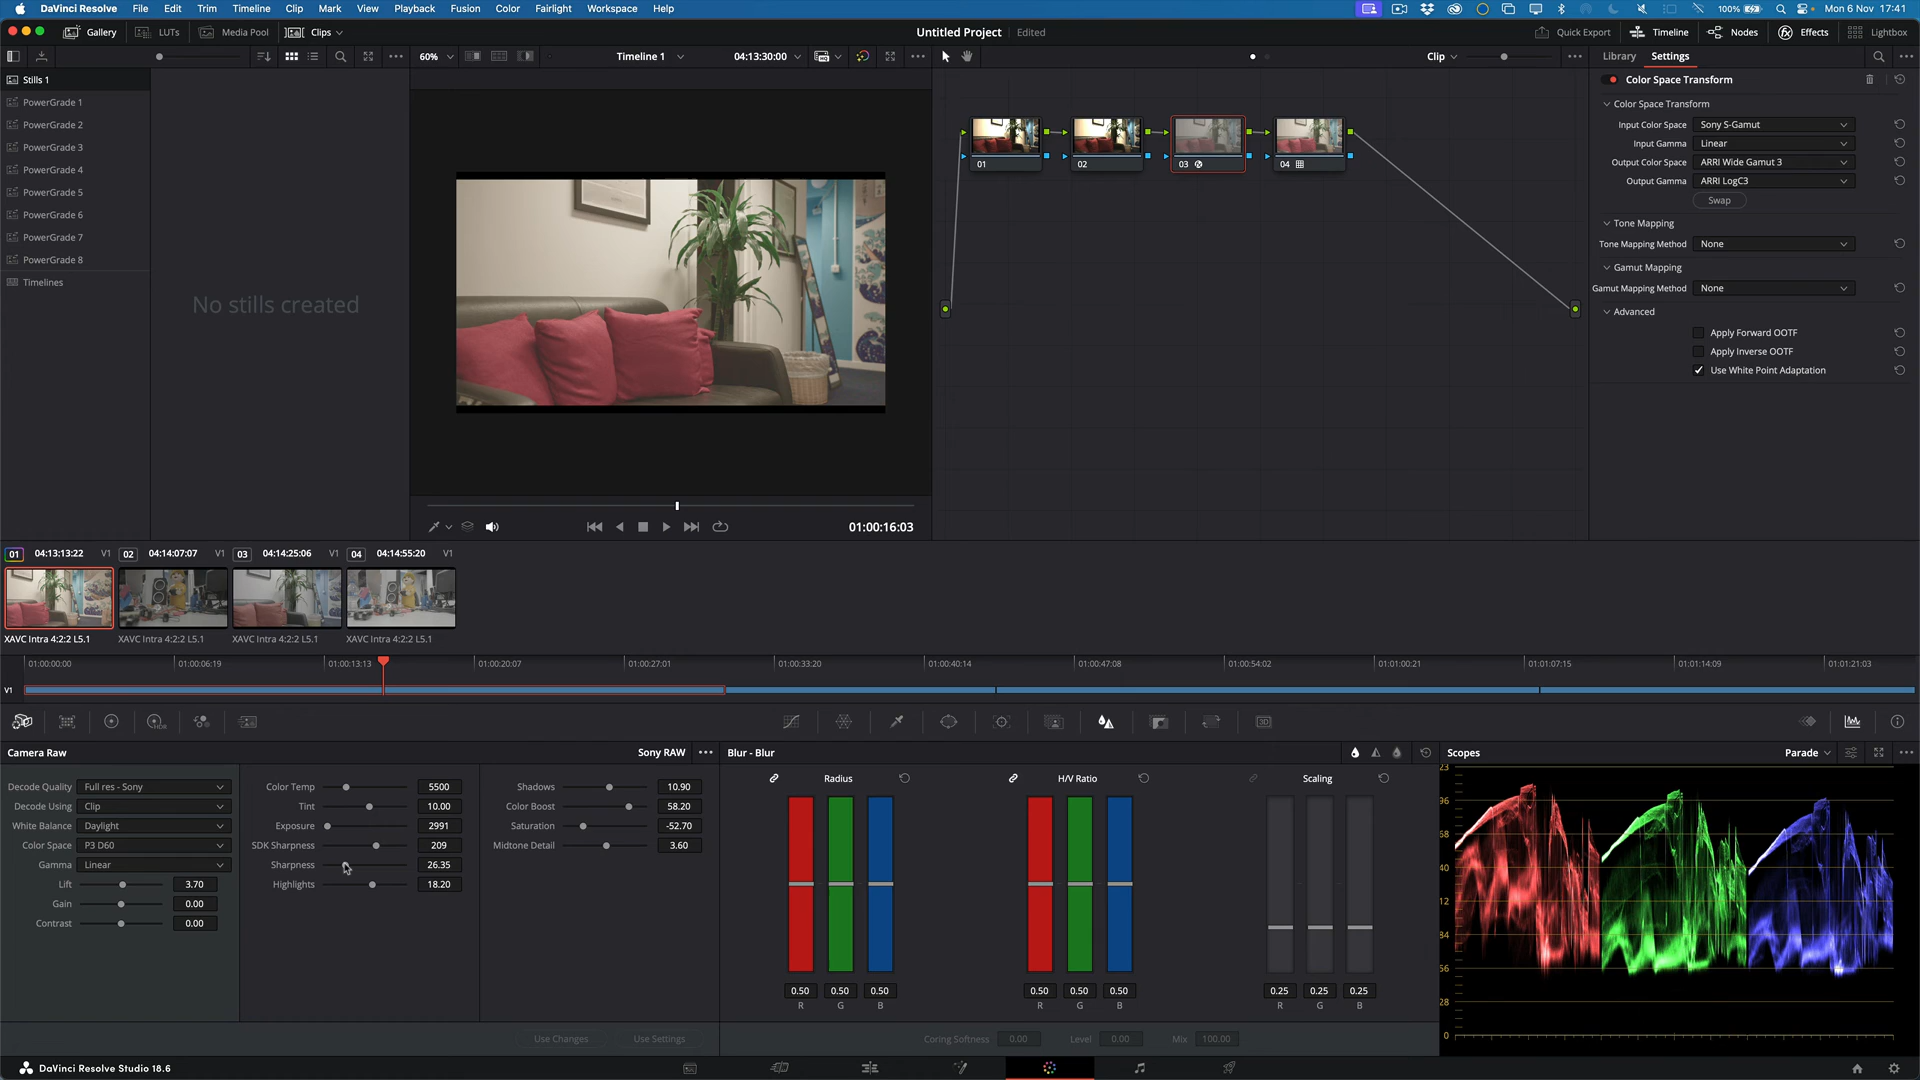 DaVinci Resolve File Edit Trim Timeline Clip Mark View Playback Fusion Color Fairlight Workspace Help 100% Mon 6 Nov 17:41
Gallery LUTs Media Pool Clips Untitled Project Edited Quick Export Timeline Nodes Effects Lightbox
60% Timeline 1 04:13:30:00 Clip Library Settings
Stills 1
PowerGrade 1
PowerGrade 2
PowerGrade 3
PowerGrade 4
PowerGrade 5
PowerGrade 6
PowerGrade 7
PowerGrade 8
Timelines
No stills created
01 02 03 04
Color Space Transform
Color Space Transform
Input Color Space Sony S-Gamut
Input Gamma Linear
Output Color Space ARRI Wide Gamut 3
Output Gamma ARRI LogC3
Swap
Tone Mapping
Tone Mapping Method None
Gamut Mapping
Gamut Mapping Method None
Advanced
Apply Forward OOTF
Apply Inverse OOTF
Use White Point Adaptation
01:00:16:03
01 04:13:13:22 V1 02 04:14:07:07 V1 03 04:14:25:06 V1 04 04:14:55:20 V1
XAVC Intra 4:2:2 L5.1 XAVC Intra 4:2:2 L5.1 XAVC Intra 4:2:2 L5.1 XAVC Intra 4:2:2 L5.1
01:00:00:00 01:00:06:19 01:00:13:13 01:00:20:07 01:00:27:01 01:00:33:20 01:00:40:14 01:00:47:08 01:00:54:02 01:01:00:21 01:01:07:15 01:01:14:09 01:01:21:03
V1
HDR 3D
Camera Raw Sony RAW Blur - Blur Scopes Parade
Decode Quality Full res - Sony
Decode Using Clip
White Balance Daylight
Color Space P3 D60
Gamma Linear
Lift 3.70
Gain 0.00
Contrast 0.00
Color Temp 5500
Tint 10.00
Exposure 2991
SDK Sharpness 209
Sharpness 26.35
Highlights 18.20
Shadows 10.90
Color Boost 58.20
Saturation -52.70
Midtone Detail 3.60
Use Changes Use Settings
Radius H/V Ratio Scaling
0.50 0.50 0.50 0.50 0.50 0.50 0.25 0.25 0.25
R G B R G B R G B
Coring Softness 0.00 Level 0.00 Mix 100.00
23
96
68
40
12
84
56
28
0
DaVinci Resolve Studio 18.6